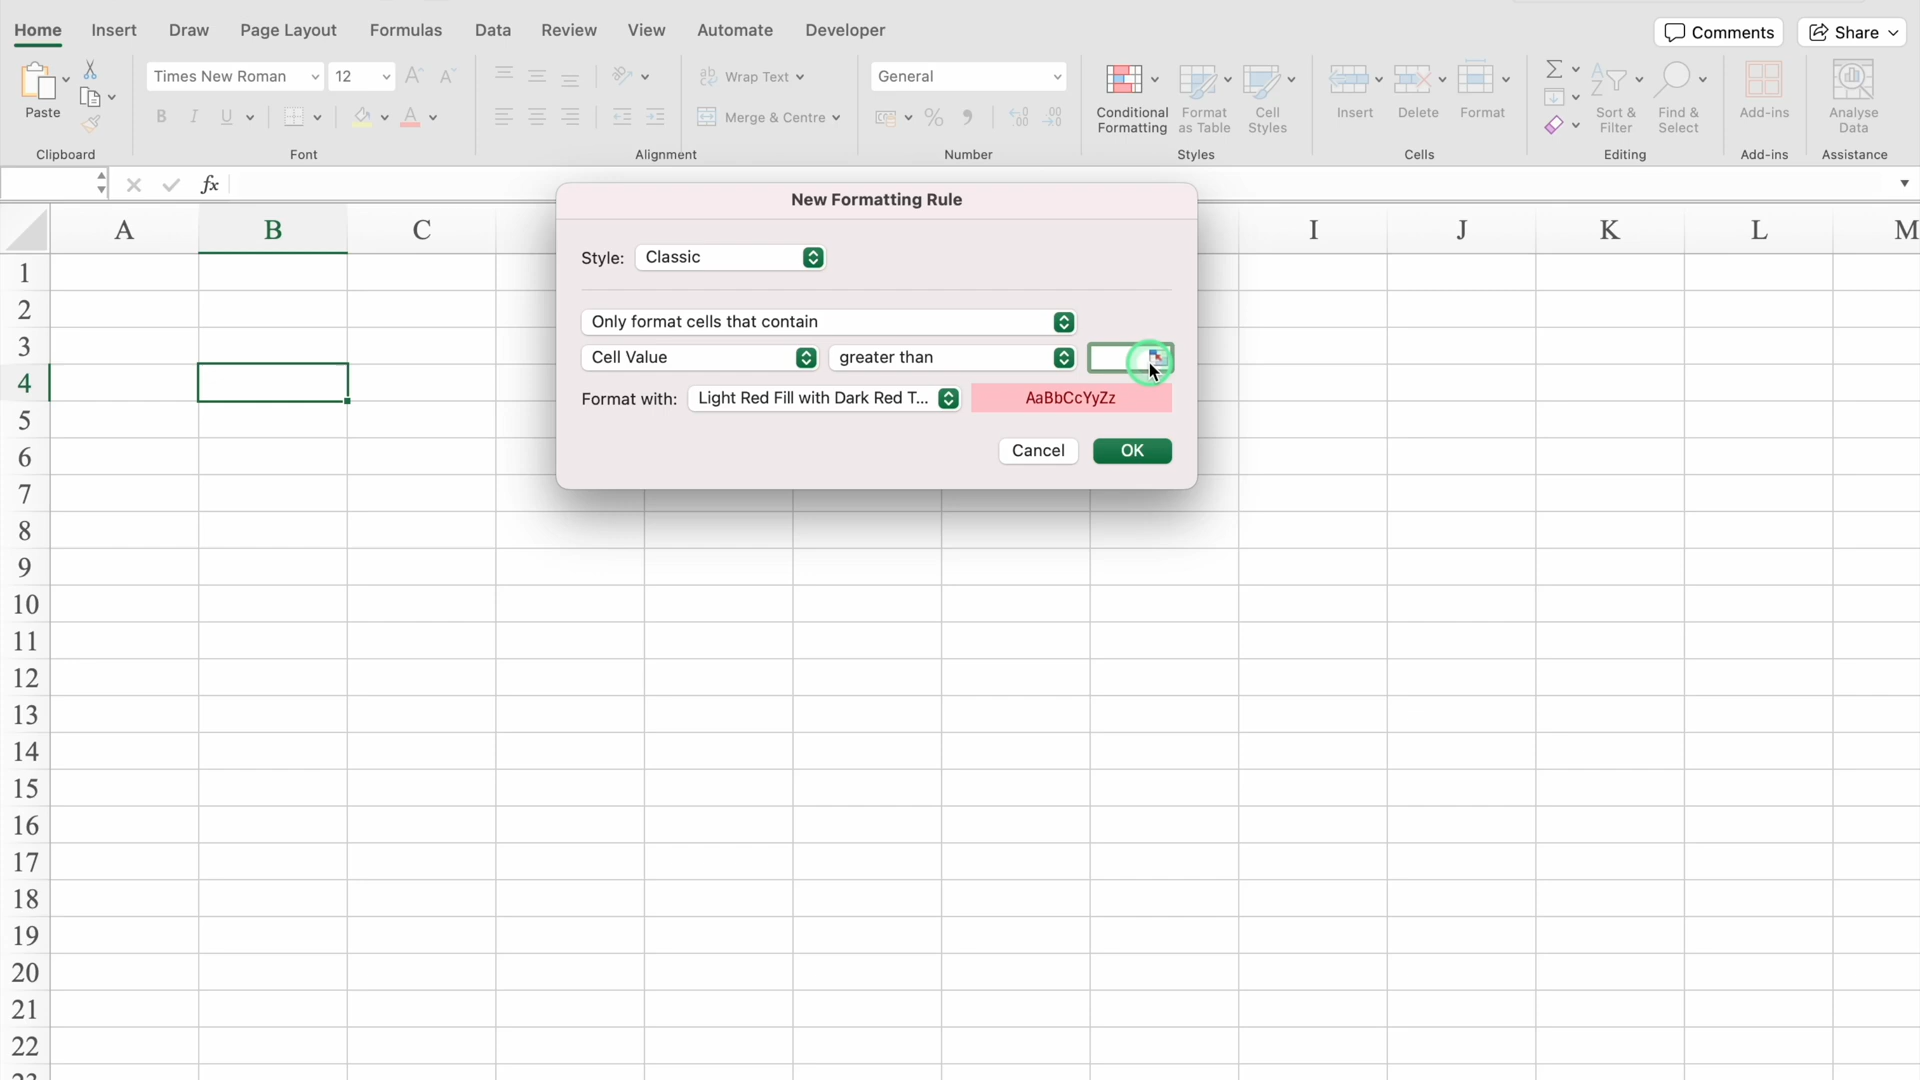 Home Insert Draw Page Layout Formulas Data Review View Automate Developer Comments Share
Times New Roman 12 Wrap Text General
Paste B I U Merge & Centre % Conditional Formatting Format as Table Cell Styles Insert Delete Format Sort & Filter Find & Select Add-ins Analyse Data
Clipboard Font Alignment Number Styles Cells Editing Add-ins Assistance
fx
New Formatting Rule
A B C I J K L M
Style: Classic
1
2
Only format cells that contain
3
Cell Value greater than
4
Format with: Light Red Fill with Dark Red T... AaBbCcYyZz
5
Cancel OK
6
7
8
9
10
11
12
13
14
15
16
17
18
19
20
21
22
23